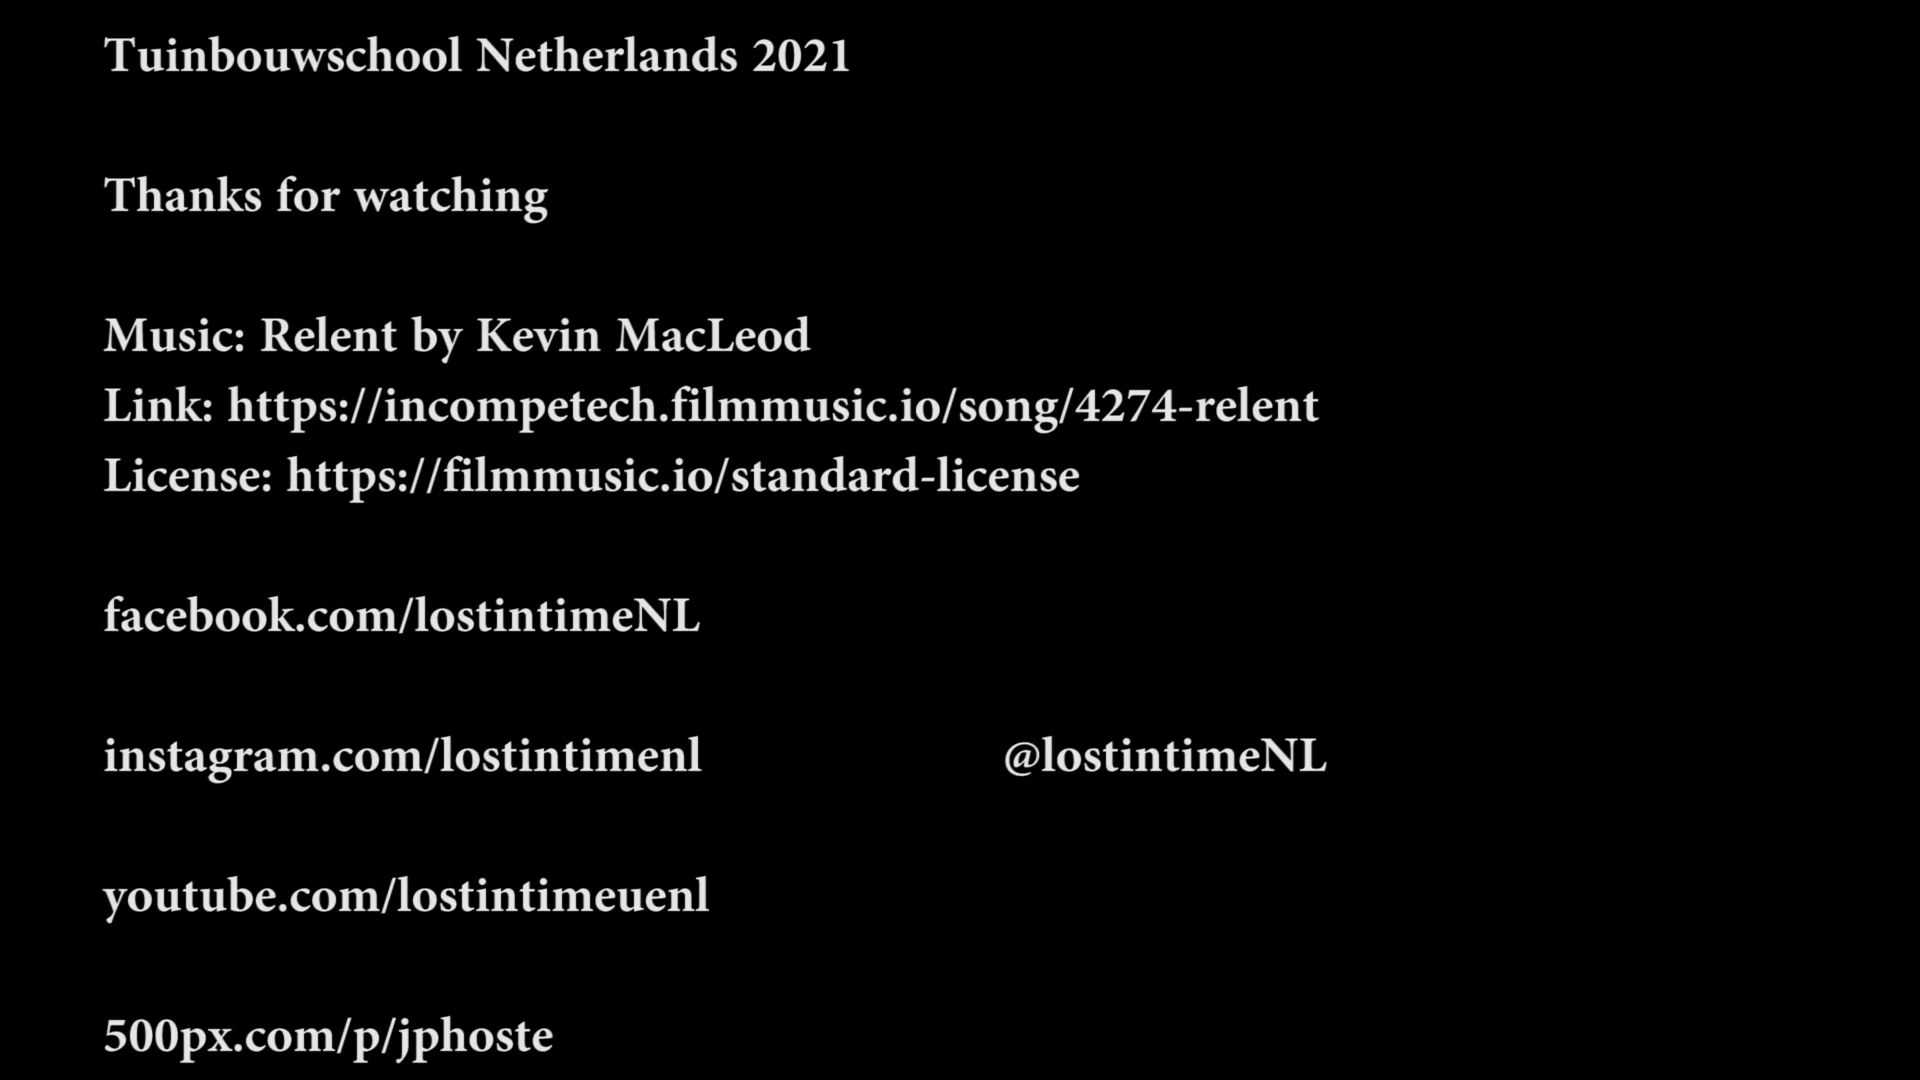 Tuinbouwschool Netherlands 2021
Thanks for watching
Music: Relent by Kevin MacLeod
Link: https://incompetech.filmmusic.io/song/4274-relent
License: https://filmmusic.io/standard-license
facebook.com/lostintimeNL
instagram.com/lostintimenl @lostintimeNL
youtube.com/lostintimeuenl
500px.com/p/jphoste